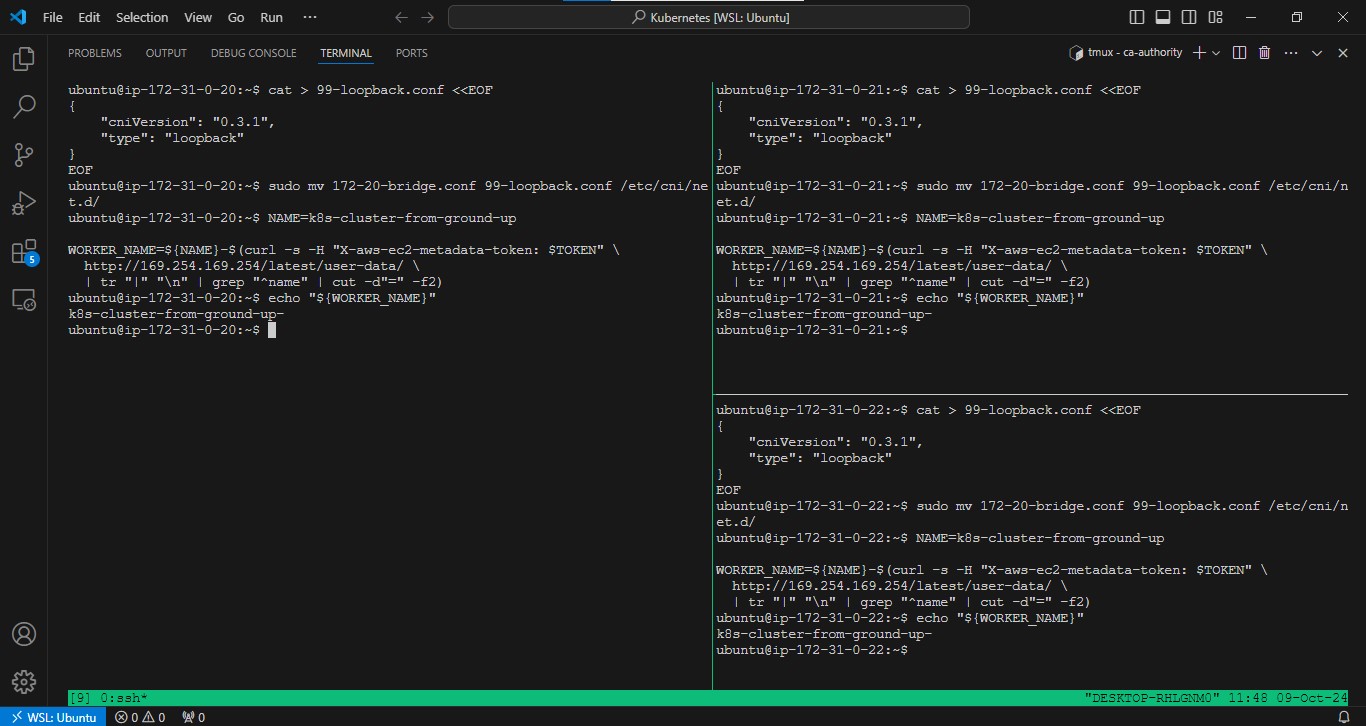 File Edit Selection View Go Run ··· Kubernetes [WSL: Ubuntu]
PROBLEMS OUTPUT DEBUG CONSOLE TERMINAL PORTS tmux - ca-authority
ubuntu@ip-172-31-0-20:~$ cat > 99-loopback.conf <<EOF
{
    "cniVersion": "0.3.1",
    "type": "loopback"
}
EOF
ubuntu@ip-172-31-0-20:~$ sudo mv 172-20-bridge.conf 99-loopback.conf /etc/cni/ne
t.d/
ubuntu@ip-172-31-0-20:~$ NAME=k8s-cluster-from-ground-up

WORKER_NAME=${NAME}-$(curl -s -H "X-aws-ec2-metadata-token: $TOKEN" \
  http://169.254.169.254/latest/user-data/ \
  | tr "|" "\n" | grep "^name" | cut -d"=" -f2)
ubuntu@ip-172-31-0-20:~$ echo "${WORKER_NAME}"
k8s-cluster-from-ground-up-
ubuntu@ip-172-31-0-20:~$
ubuntu@ip-172-31-0-21:~$ cat > 99-loopback.conf <<EOF
{
    "cniVersion": "0.3.1",
    "type": "loopback"
}
EOF
ubuntu@ip-172-31-0-21:~$ sudo mv 172-20-bridge.conf 99-loopback.conf /etc/cni/n
et.d/
ubuntu@ip-172-31-0-21:~$ NAME=k8s-cluster-from-ground-up

WORKER_NAME=${NAME}-$(curl -s -H "X-aws-ec2-metadata-token: $TOKEN" \
  http://169.254.169.254/latest/user-data/ \
  | tr "|" "\n" | grep "^name" | cut -d"=" -f2)
ubuntu@ip-172-31-0-21:~$ echo "${WORKER_NAME}"
k8s-cluster-from-ground-up-
ubuntu@ip-172-31-0-21:~$
ubuntu@ip-172-31-0-22:~$ cat > 99-loopback.conf <<EOF
{
    "cniVersion": "0.3.1",
    "type": "loopback"
}
EOF
ubuntu@ip-172-31-0-22:~$ sudo mv 172-20-bridge.conf 99-loopback.conf /etc/cni/n
et.d/
ubuntu@ip-172-31-0-22:~$ NAME=k8s-cluster-from-ground-up

WORKER_NAME=${NAME}-$(curl -s -H "X-aws-ec2-metadata-token: $TOKEN" \
  http://169.254.169.254/latest/user-data/ \
  | tr "|" "\n" | grep "^name" | cut -d"=" -f2)
ubuntu@ip-172-31-0-22:~$ echo "${WORKER_NAME}"
k8s-cluster-from-ground-up-
ubuntu@ip-172-31-0-22:~$
5
[9] 0:ssh* "DESKTOP-RHLGNM0" 11:48 09-Oct-24
WSL: Ubuntu 0 0 0